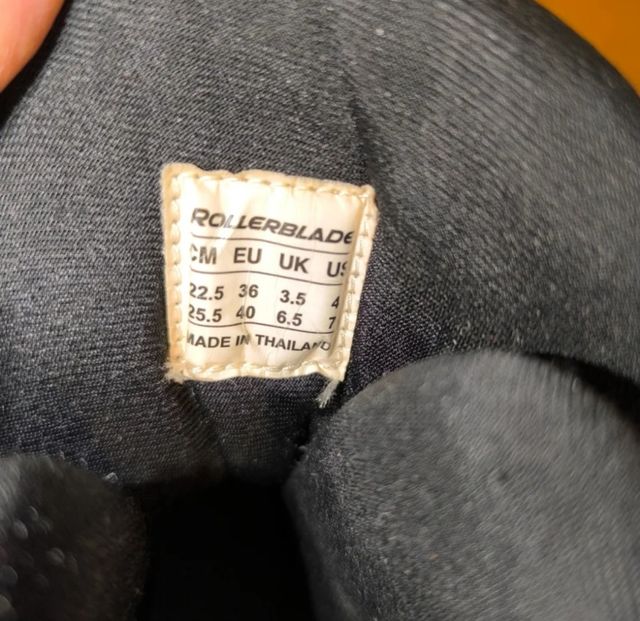 ROLLERBLADE
CM EU UK US
22.5 36 3.5 4
25.5 40 6.5 7
MADE IN THAILAND